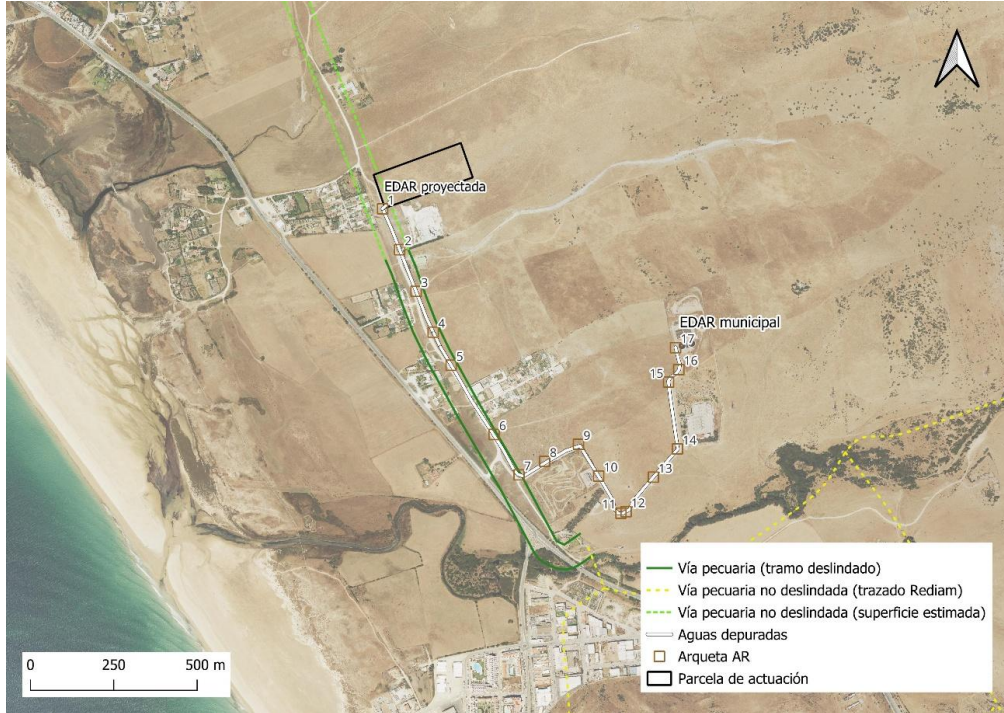 EDAR proyectada
1
2
3
4
5
6
7
8
9
10
11
12
13
14
15
16
17
EDAR municipal
Vía pecuaria (tramo deslindado)
Vía pecuaria no deslindada (trazado Rediam)
Vía pecuaria no deslindada (superficie estimada)
Aguas depuradas
Arqueta AR
Parcela de actuación
0 250 500 m